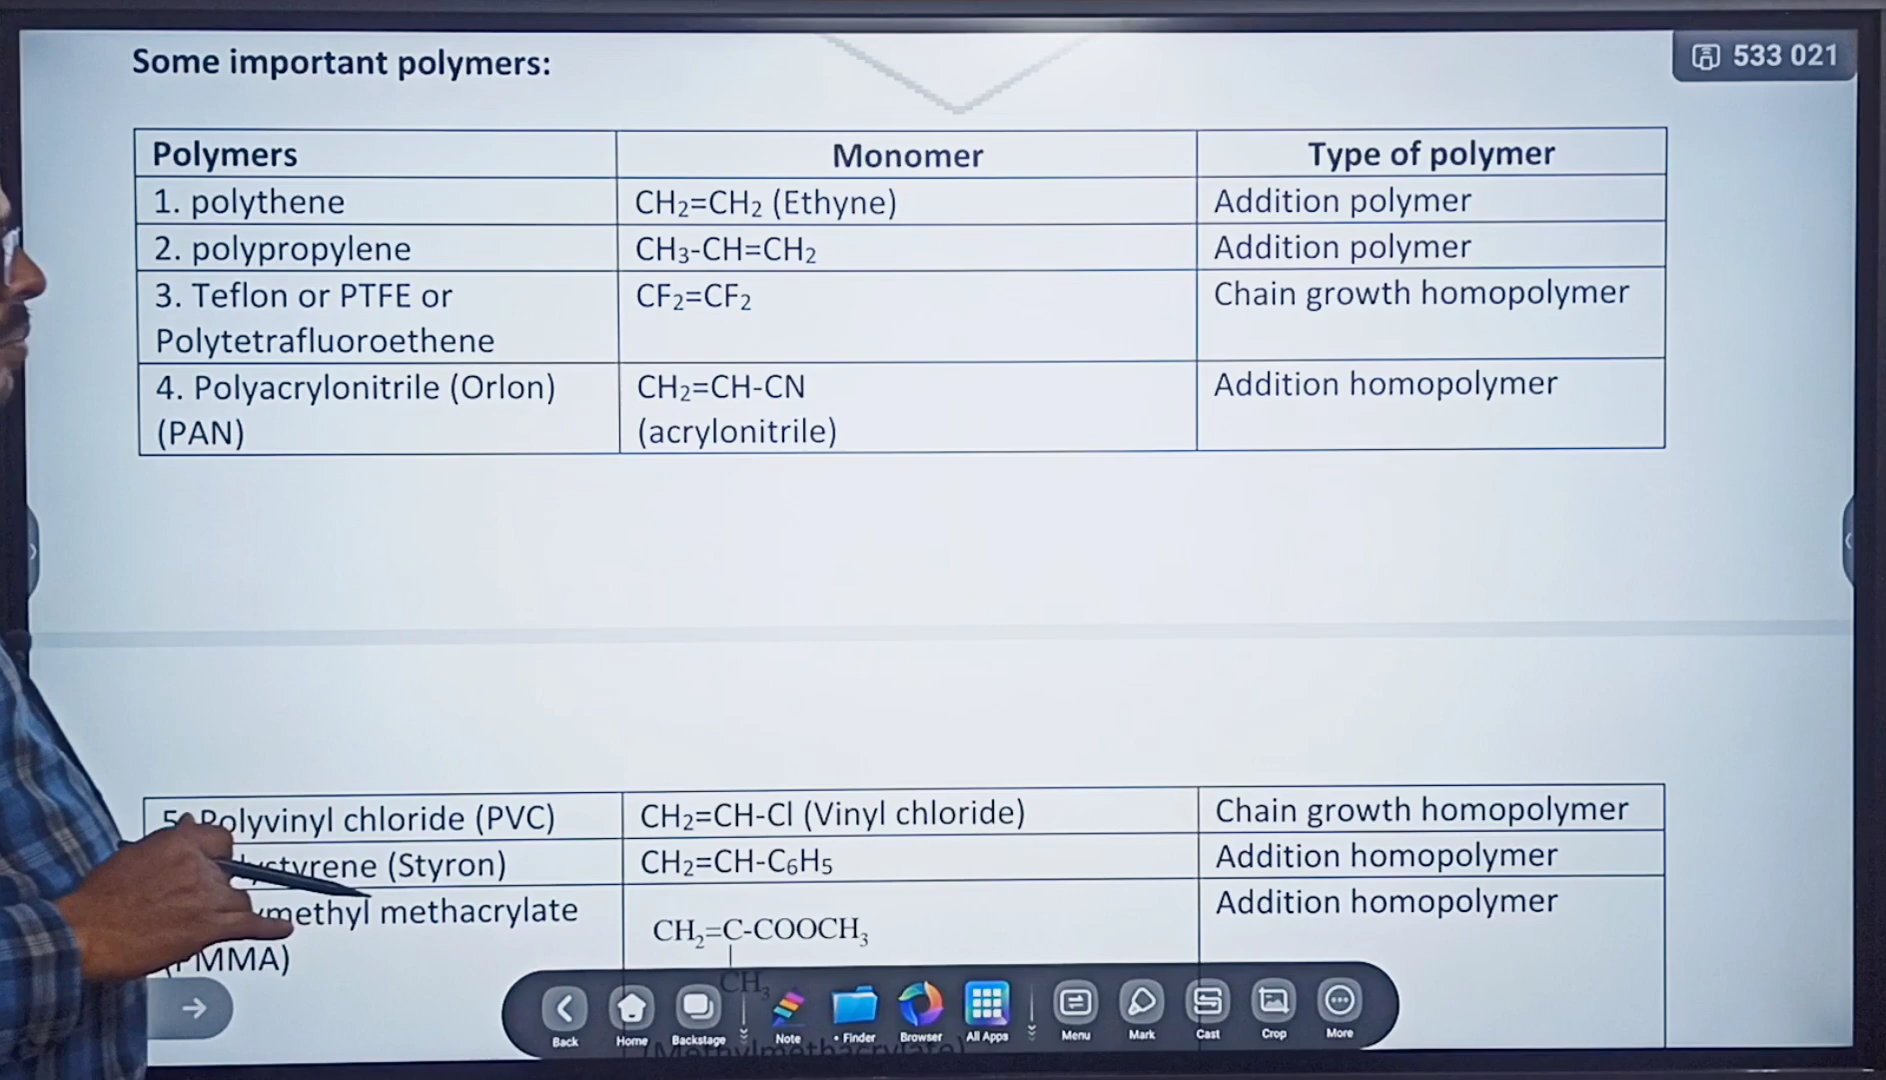 Some important polymers:
533 021
Polymers Monomer Type of polymer
1. polythene CH₂=CH₂ (Ethyne) Addition polymer
2. polypropylene CH₃-CH=CH₂ Addition polymer
3. Teflon or PTFE or CF₂=CF₂ Chain growth homopolymer
Polytetrafluoroethene
4. Polyacrylonitrile (Orlon) CH₂=CH-CN Addition homopolymer
(PAN) (acrylonitrile)
5. Polyvinyl chloride (PVC) CH₂=CH-Cl (Vinyl chloride) Chain growth homopolymer
(Styron) CH₂=CH-C₆H₅ Addition homopolymer
methacrylate Addition homopolymer
CH₂=C-COOCH₃
(PMMA)
CH₃
Back Home Backstage Note • Finder Browser All Apps Menu Mark Cast Crop More
(Methylmethacrylate)